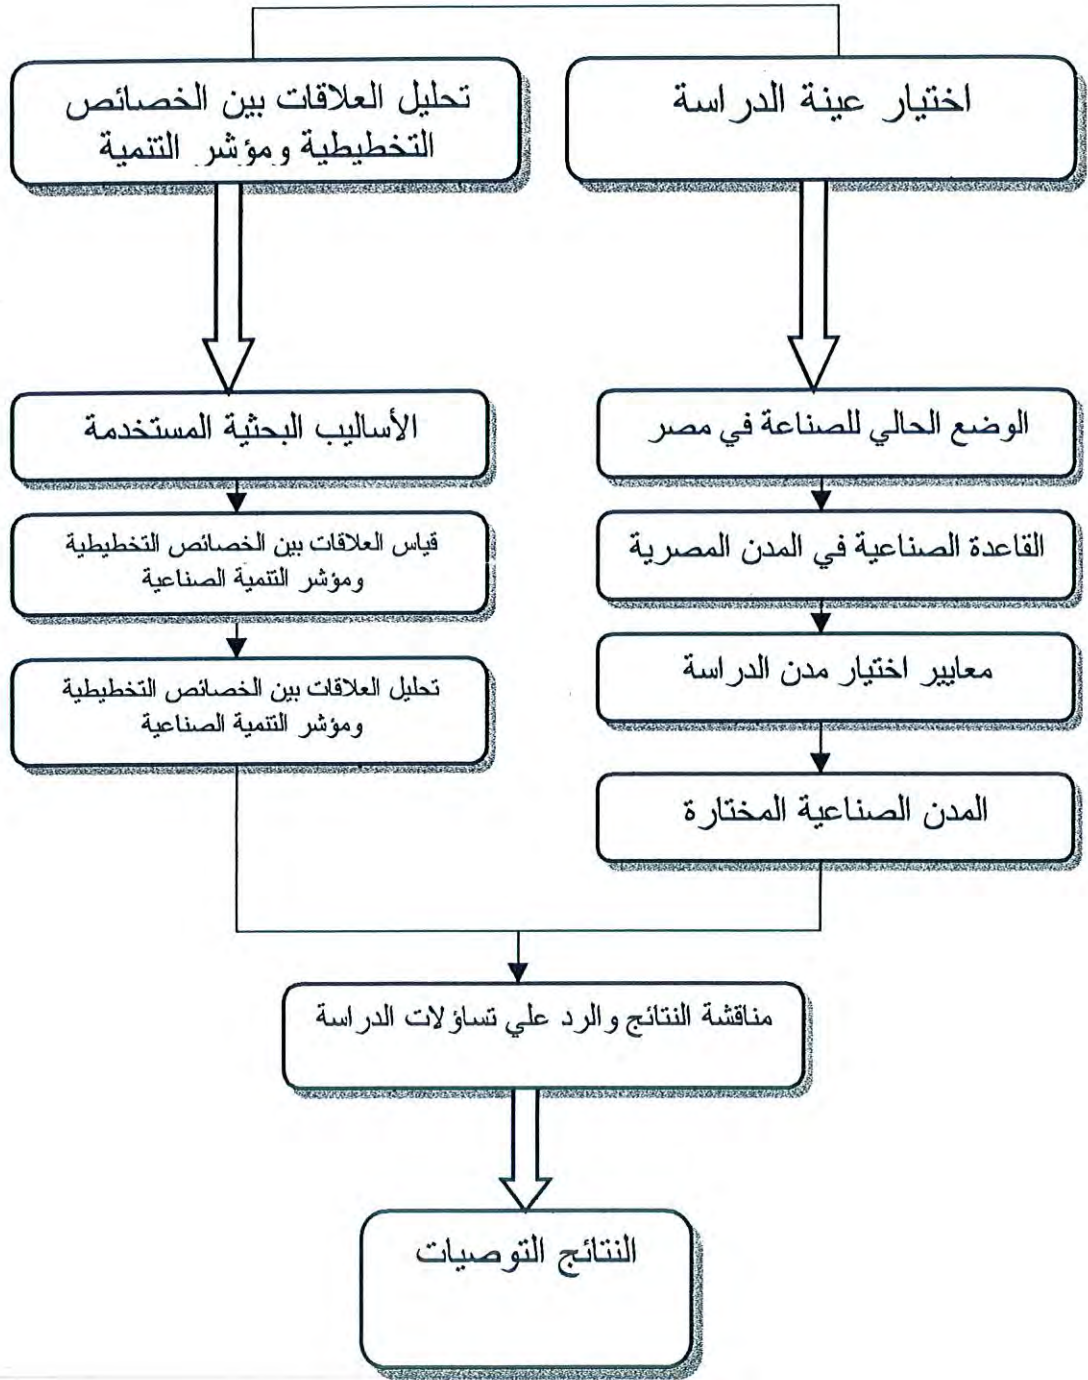 اختيار عينة الدراسة
تحليل العلاقات بين الخصائص
التخطيطية ومؤشر التنمية
الوضع الحالي للصناعة في مصر
القاعدة الصناعية في المدن المصرية
معايير اختيار مدن الدراسة
المدن الصناعية المختارة
الأساليب البحثية المستخدمة
قياس العلاقات بين الخصائص التخطيطية
ومؤشر التنمية الصناعية
تحليل العلاقات بين الخصائص التخطيطية
ومؤشر التنمية الصناعية
مناقشة النتائج والرد علي تساؤلات الدراسة
النتائج التوصيات